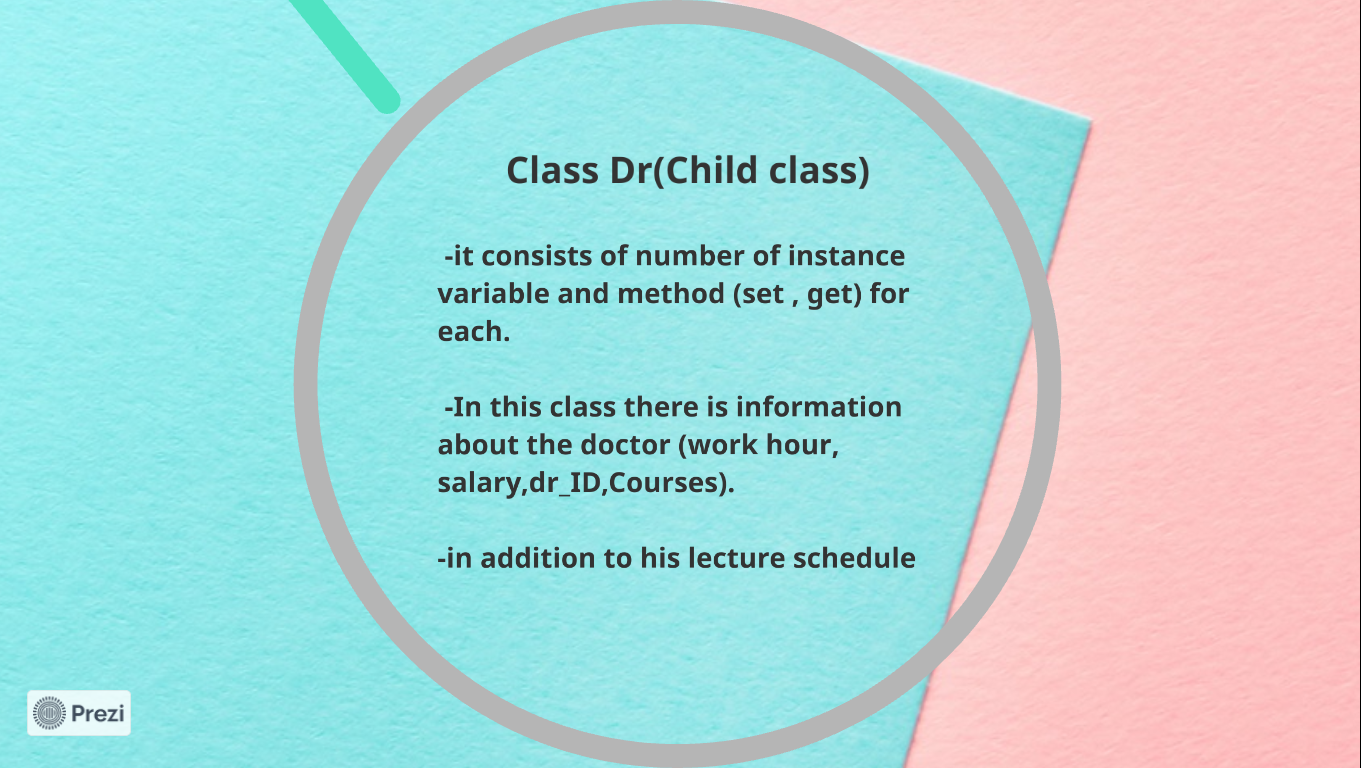 Class Dr(Child class)
-it consists of number of instance
variable and method (set , get) for
each.
-In this class there is information
about the doctor (work hour,
salary,dr_ID,Courses).
-in addition to his lecture schedule
Prezi